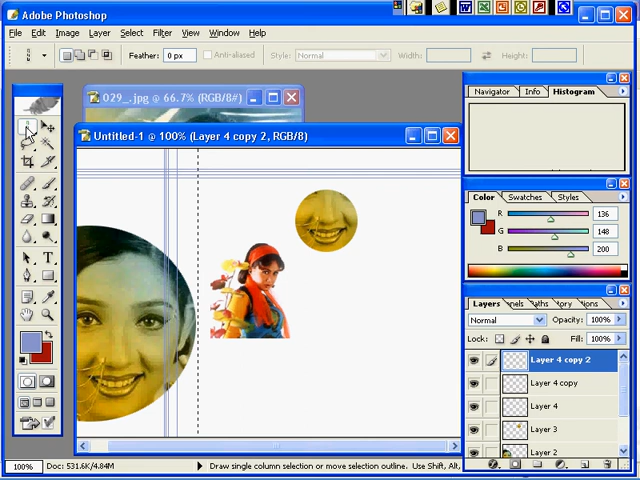 Adobe Photoshop
File Edit Image Layer Select Filter View Window Help
Feather: 0 px Anti-aliased Style: Normal Width: Height:
029_.jpg @ 66.7% (RGB/8#)
Untitled-1 @ 100% (Layer 4 copy 2, RGB/8)
Navigator Info Histogram
Color Swatches Styles
R 136
G 148
B 200
Layers nnels Paths tory ions
Normal Opacity: 100%
Lock: Fill: 100%
Layer 4 copy 2
Layer 4 copy
Layer 4
Layer 3
Layer 2
100% Doc: 531.6K/4.84M Draw single column selection or move selection outline. Use Shift, Alt,